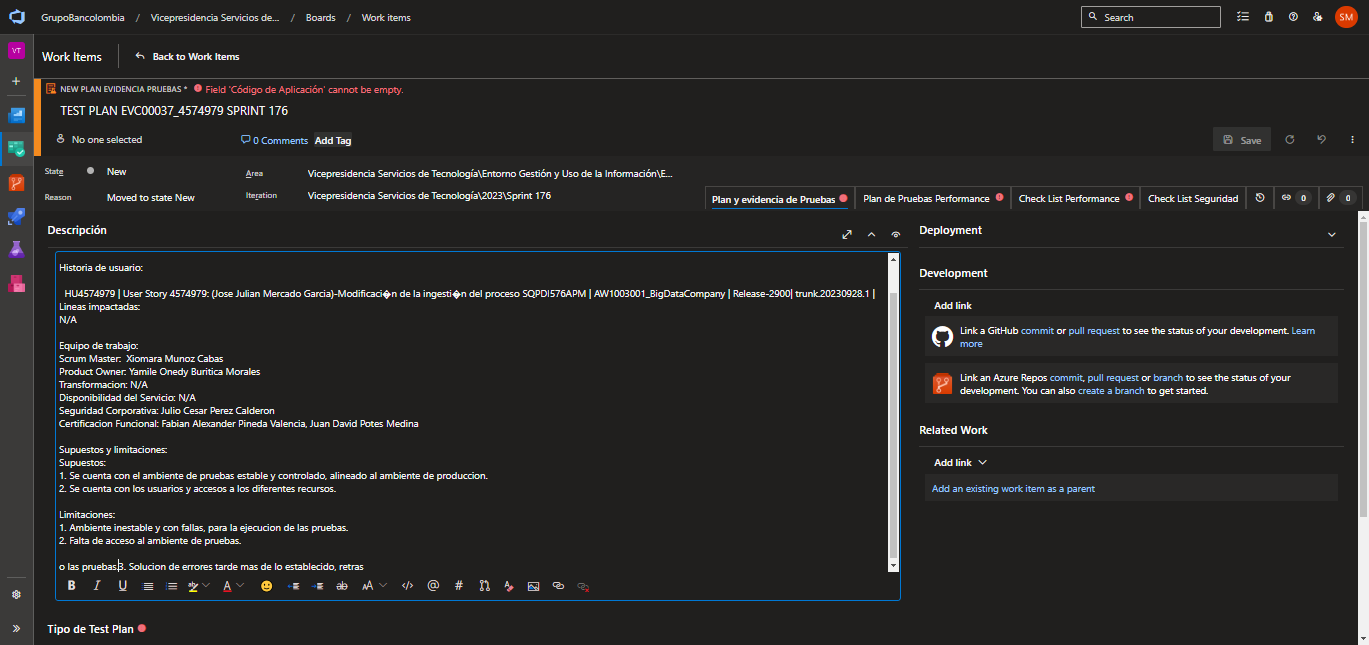 GrupoBancolombia / Vicepresidencia Servicios de... / Boards / Work items
Search
SM
VT
Work Items
Back to Work Items
NEW PLAN EVIDENCIA PRUEBAS * Field 'Código de Aplicación' cannot be empty.
TEST PLAN EVC00037_4574979 SPRINT 176
No one selected
0 Comments
Add Tag
Save
State
New
Area
Vicepresidencia Servicios de Tecnología\Entorno Gestión y Uso de la Información\E...
Reason
Moved to state New
Iteration
Vicepresidencia Servicios de Tecnología\2023\Sprint 176
Plan y evidencia de Pruebas
Plan de Pruebas Performance
Check List Performance
Check List Seguridad
0
0
Descripción
Historia de usuario:
HU4574979 | User Story 4574979: (Jose Julian Mercado Garcia)-Modificaci�n de la ingesti�n del proceso SQPDI576APM | AW1003001_BigDataCompany | Release-2900| trunk.20230928.1 |
Lineas impactadas:
N/A
Equipo de trabajo:
Scrum Master: Xiomara Munoz Cabas
Product Owner: Yamile Onedy Buritica Morales
Transformacion: N/A
Disponibilidad del Servicio: N/A
Seguridad Corporativa: Julio Cesar Perez Calderon
Certificacion Funcional: Fabian Alexander Pineda Valencia, Juan David Potes Medina
Supuestos y limitaciones:
Supuestos:
1. Se cuenta con el ambiente de pruebas estable y controlado, alineado al ambiente de produccion.
2. Se cuenta con los usuarios y accesos a los diferentes recursos.
Limitaciones:
1. Ambiente inestable y con fallas, para la ejecucion de las pruebas.
2. Falta de acceso al ambiente de pruebas.
o las pruebas.3. Solucion de errores tarde mas de lo establecido, retras
Tipo de Test Plan
Deployment
Development
Add link
Link a GitHub commit or pull request to see the status of your development. Learn
more
Link an Azure Repos commit, pull request or branch to see the status of your
development. You can also create a branch to get started.
Related Work
Add link
Add an existing work item as a parent